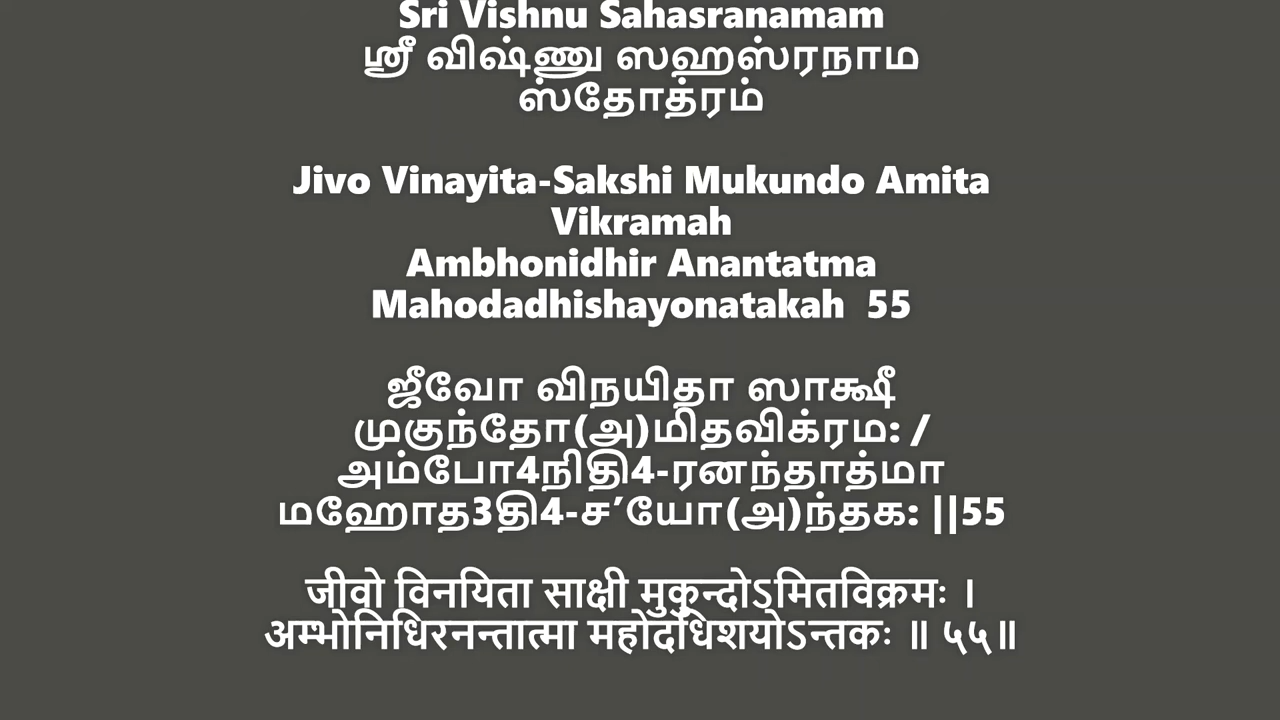 Sri Vishnu Sahasranamam
ஸ்ரீ விஷ்ணு ஸஹஸ்ரநாம
ஸ்தோத்ரம்
Jivo Vinayita-Sakshi Mukundo Amita
Vikramah
Ambhonidhir Anantatma
Mahodadhishayonatakah 55
ஜீவோ விநயிதா ஸாக்ஷீ
முகுந்தோ(அ)மிதவிக்ரம: /
அம்போ4நிதி4-ரனந்தாத்மா
மஹோத3தி4-ச’யோ(அ)ந்தக: ||55
जीवो विनयिता साक्षी मुकुन्दोऽमितविक्रमः ।
अम्भोनिधिरनन्तात्मा महोदधिशयोऽन्तकः ॥ ५५॥